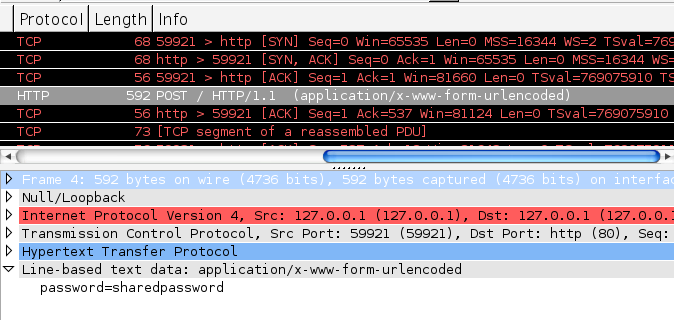 Protocol Length Info
TCP 68 59921 > http [SYN] Seq=0 Win=65535 Len=0 MSS=16344 WS=2 TSval=769
TCP 68 http > 59921 [SYN, ACK] Seq=0 Ack=1 Win=65535 Len=0 MSS=16344 WS=
TCP 56 59921 > http [ACK] Seq=1 Ack=1 Win=81660 Len=0 TSval=769075910 TS
HTTP 592 POST / HTTP/1.1 (application/x-www-form-urlencoded)
TCP 56 http > 59921 [ACK] Seq=1 Ack=537 Win=81124 Len=0 TSval=769075910
TCP 73 [TCP segment of a reassembled PDU]
Frame 4: 592 bytes on wire (4736 bits), 592 bytes captured (4736 bits) on interfac
Null/Loopback
Internet Protocol Version 4, Src: 127.0.0.1 (127.0.0.1), Dst: 127.0.0.1 (127.0.0.1
Transmission Control Protocol, Src Port: 59921 (59921), Dst Port: http (80), Seq:
Hypertext Transfer Protocol
Line-based text data: application/x-www-form-urlencoded
password=sharedpassword